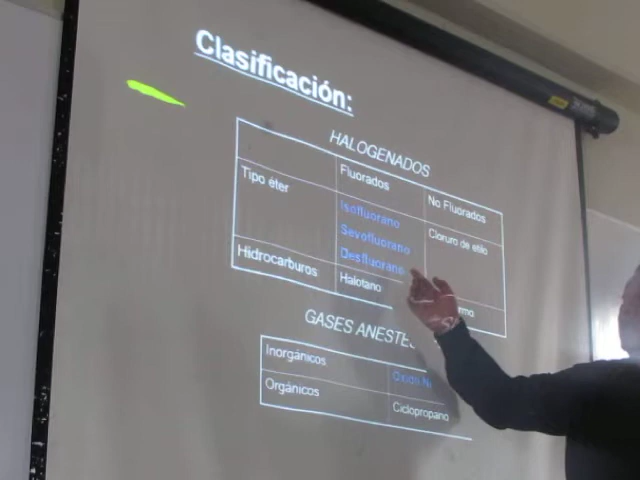 Clasificación:
HALOGENADOS
Fluorados
No Fluorados
Tipo éter
Isofluorano
Sevofluorano
Desfluorano
Cloruro de etilo
Hidrocarburos
Halotano
GASES
Inorgánicos
Oxido
Orgánicos
Ciclopropano